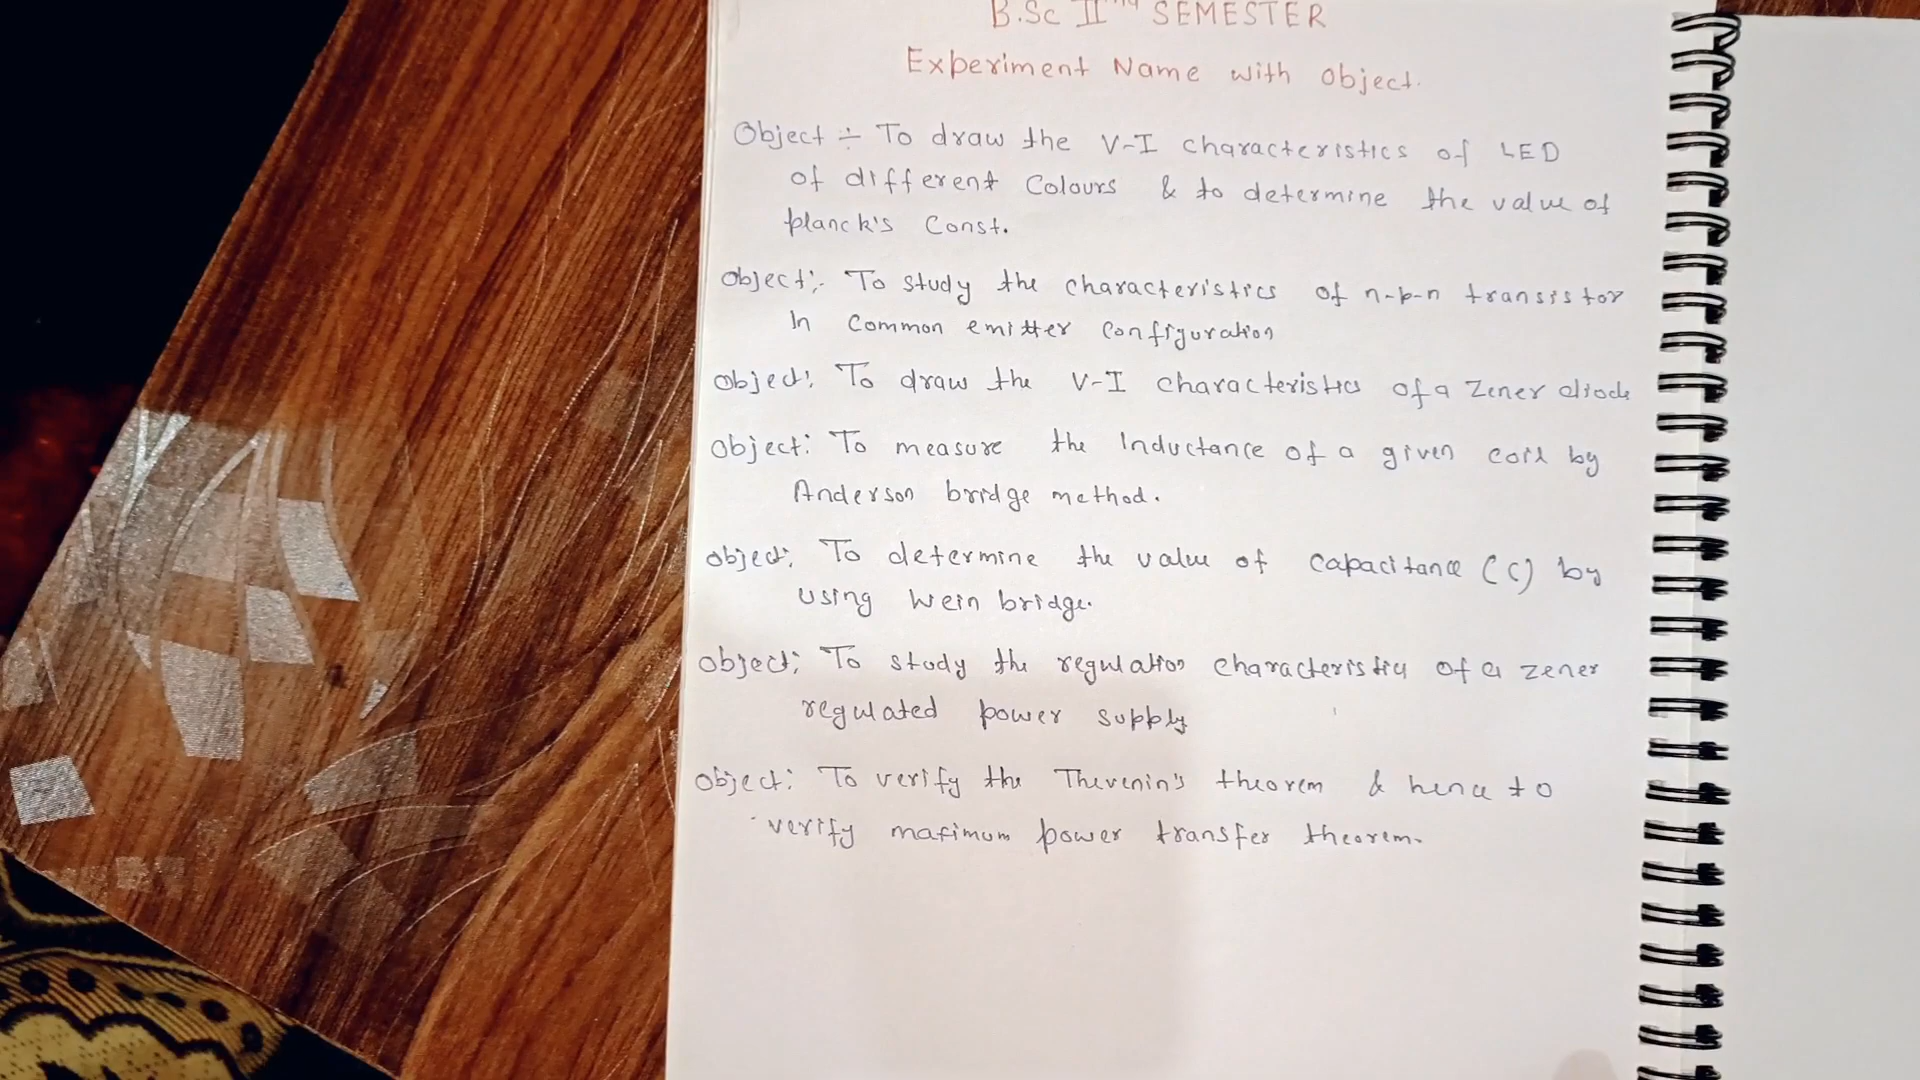 B.Sc IInd SEMESTER
Experiment Name with object.
Object ÷ To draw the V-I characteristics of LED
of different Colours & to determine the value of
planck's Const.
Object:- To study the characteristics of n-p-n transistor
In common emitter configuration
Object: To draw the V-I characteristics of a Zener diode
Object: To measure the Inductance of a given coil by
Anderson bridge method.
Object: To determine the value of capacitance (C) by
using Wein bridge.
Object: To study the regulation characteristics of a zener
regulated power supply
Object: To verify the Thevenin's theorem & hence to
verify maximum power transfer theorem.